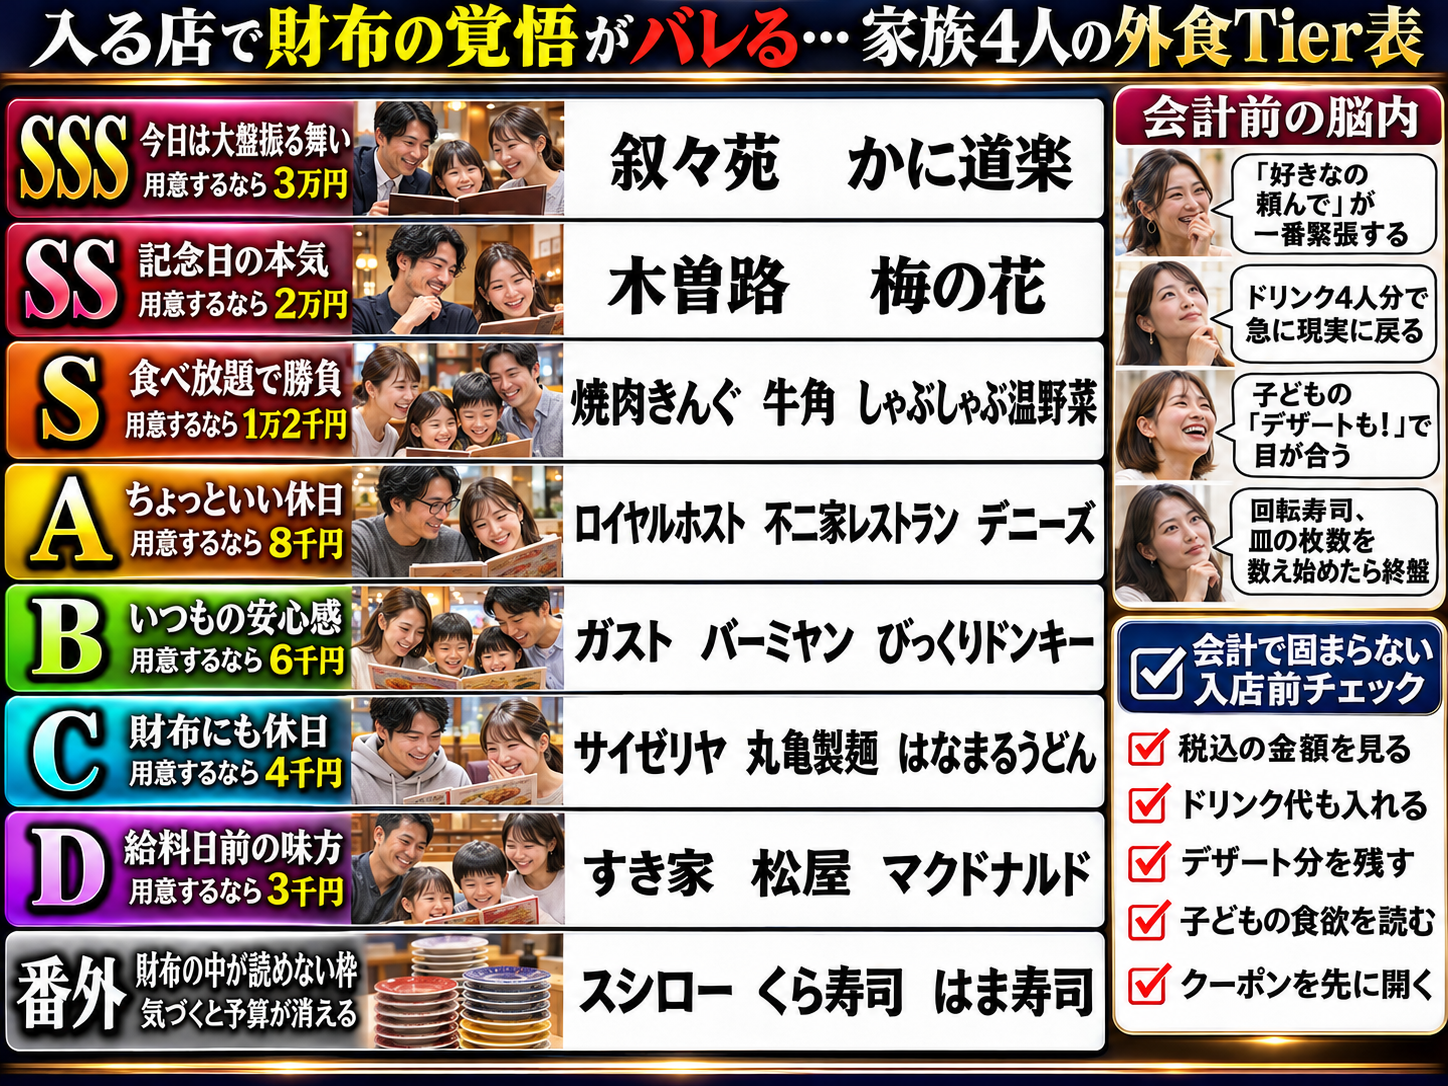 入る店で財布の覚悟がバレる…家族4人の外食Tier表
SSS
今日は大盤振る舞い
用意するなら3万円
叙々苑 かに道楽
SS
記念日の本気
用意するなら2万円
木曽路 梅の花
S
食べ放題で勝負
用意するなら1万2千円
焼肉きんぐ 牛角 しゃぶしゃぶ温野菜
A
ちょっといい休日
用意するなら8千円
ロイヤルホスト 不二家レストラン デニーズ
B
いつもの安心感
用意するなら6千円
ガスト バーミヤン びっくりドンキー
C
財布にも休日
用意するなら4千円
サイゼリヤ 丸亀製麺 はなまるうどん
D
給料日前の味方
用意するなら3千円
すき家 松屋 マクドナルド
番外
財布の中が読めない枠
気づくと予算が消える
スシロー くら寿司 はま寿司
会計前の脳内
「好きなの
頼んで」が
一番緊張する
ドリンク4人分で
急に現実に戻る
子どもの
「デザートも！」で
目が合う
回転寿司、
皿の枚数を
数え始めたら終盤
会計で固まらない
入店前チェック
税込の金額を見る
ドリンク代も入れる
デザート分を残す
子どもの食欲を読む
クーポンを先に開く